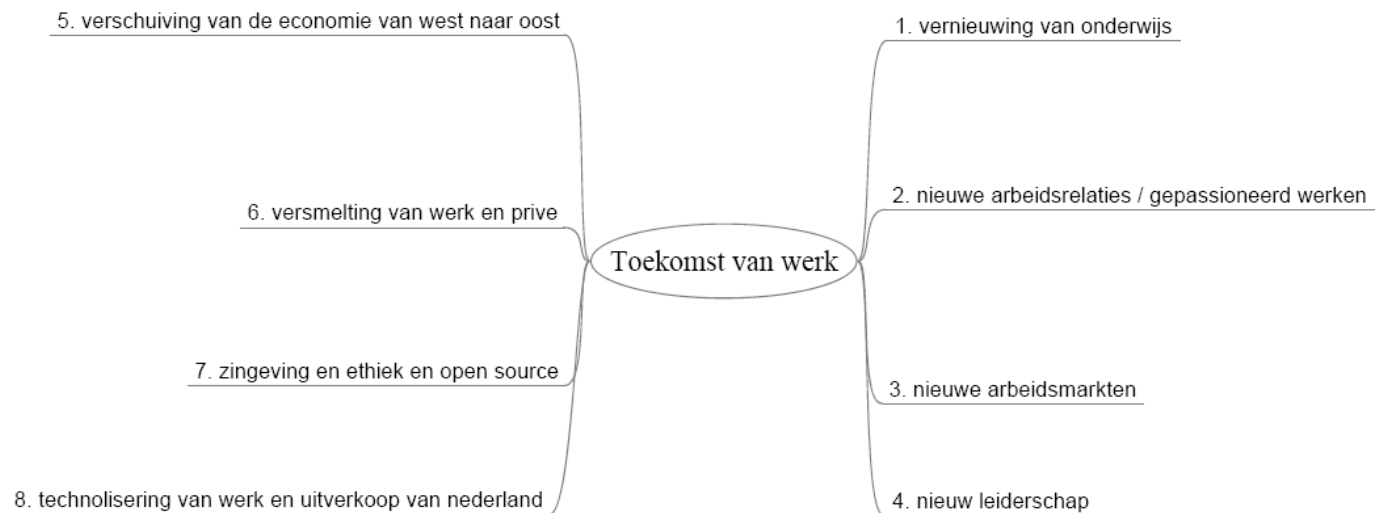 5. verschuiving van de economie van west naar oost
1. vernieuwing van onderwijs
2. nieuwe arbeidsrelaties / gepassioneerd werken
6. versmelting van werk en prive
Toekomst van werk
7. zingeving en ethiek en open source
3. nieuwe arbeidsmarkten
8. technolisering van werk en uitverkoop van nederland
4. nieuw leiderschap